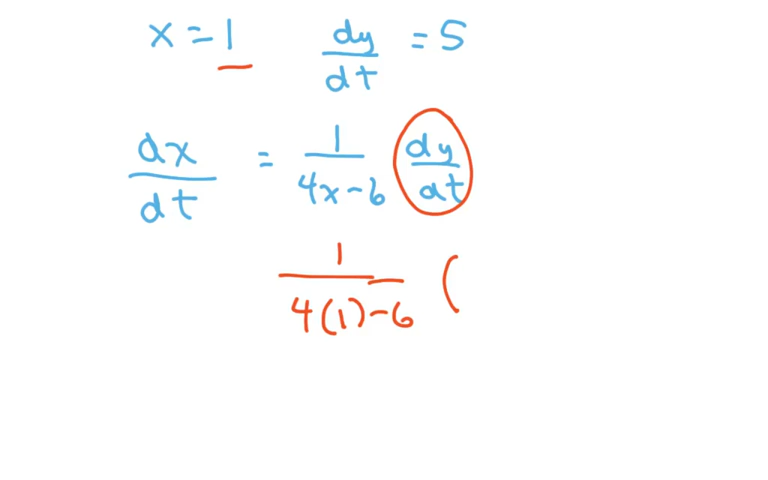 x = 1 dy/dt = 5
dx/dt = 1/(4x-6) dy/dt
1/(4(1)-6) (